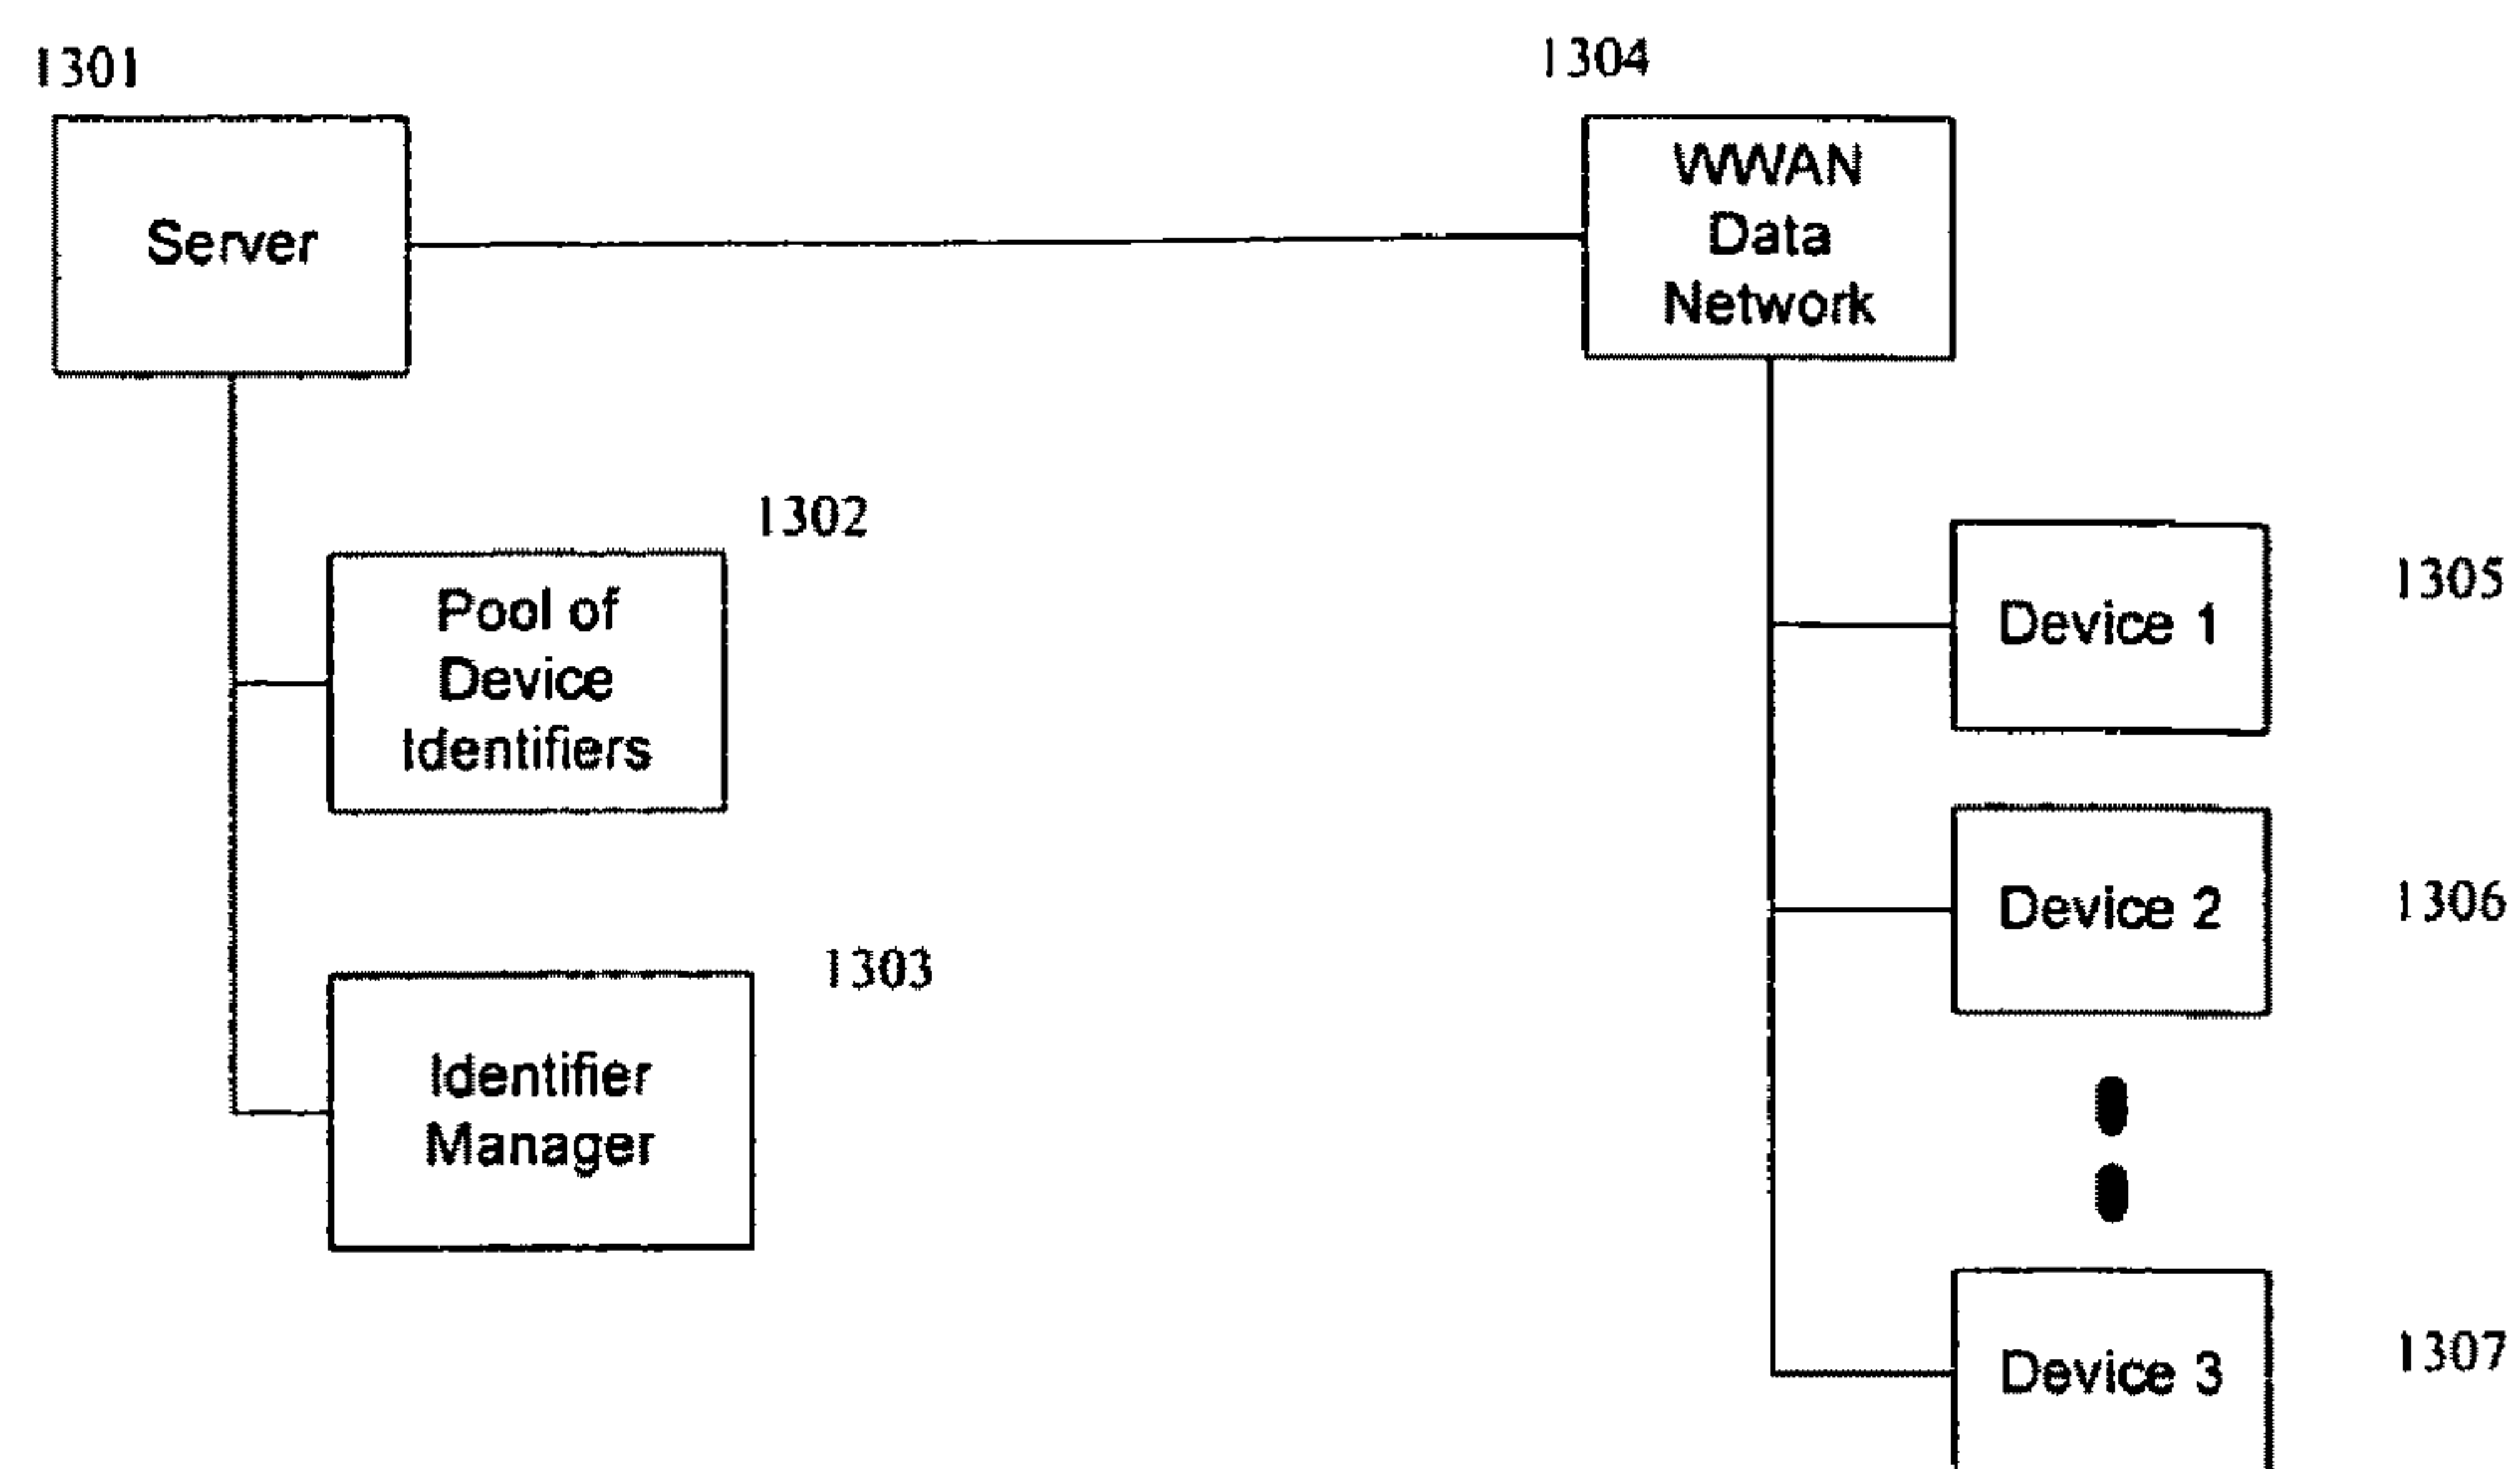 1301
Server
1304
WWAN
Data
Network
1302
Pool of
Device
Identifiers
1303
Identifier
Manager
1305
Device 1
1306
Device 2
1307
Device 3